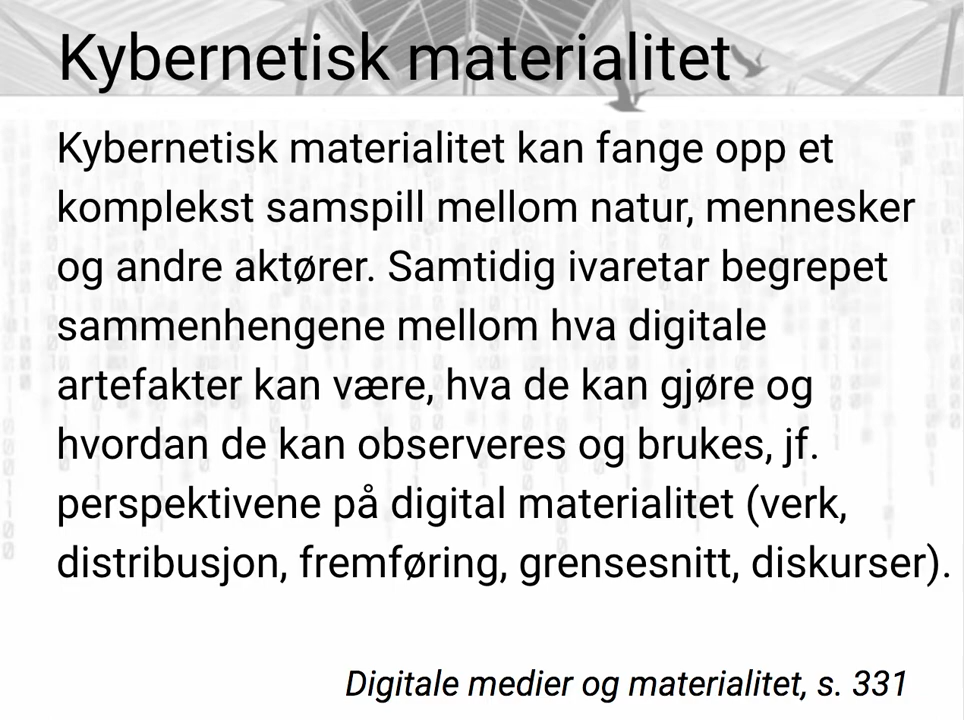 Kybernetisk materialitet
Kybernetisk materialitet kan fange opp et
komplekst samspill mellom natur, mennesker
og andre aktører. Samtidig ivaretar begrepet
sammenhengene mellom hva digitale
artefakter kan være, hva de kan gjøre og
hvordan de kan observeres og brukes, jf.
perspektivene på digital materialitet (verk,
distribusjon, fremføring, grensesnitt, diskurser).
Digitale medier og materialitet, s. 331